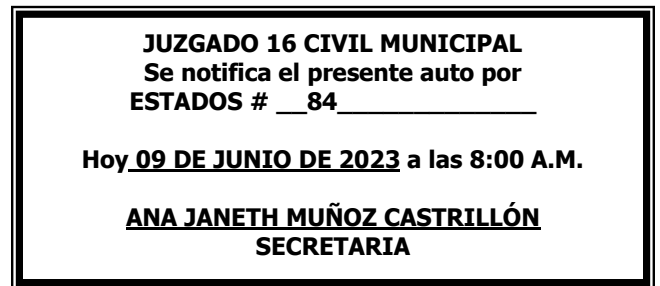 JUZGADO 16 CIVIL MUNICIPAL
Se notifica el presente auto por
ESTADOS # __84_____________
Hoy 09 DE JUNIO DE 2023 a las 8:00 A.M.
ANA JANETH MUÑOZ CASTRILLÓN
SECRETARIA